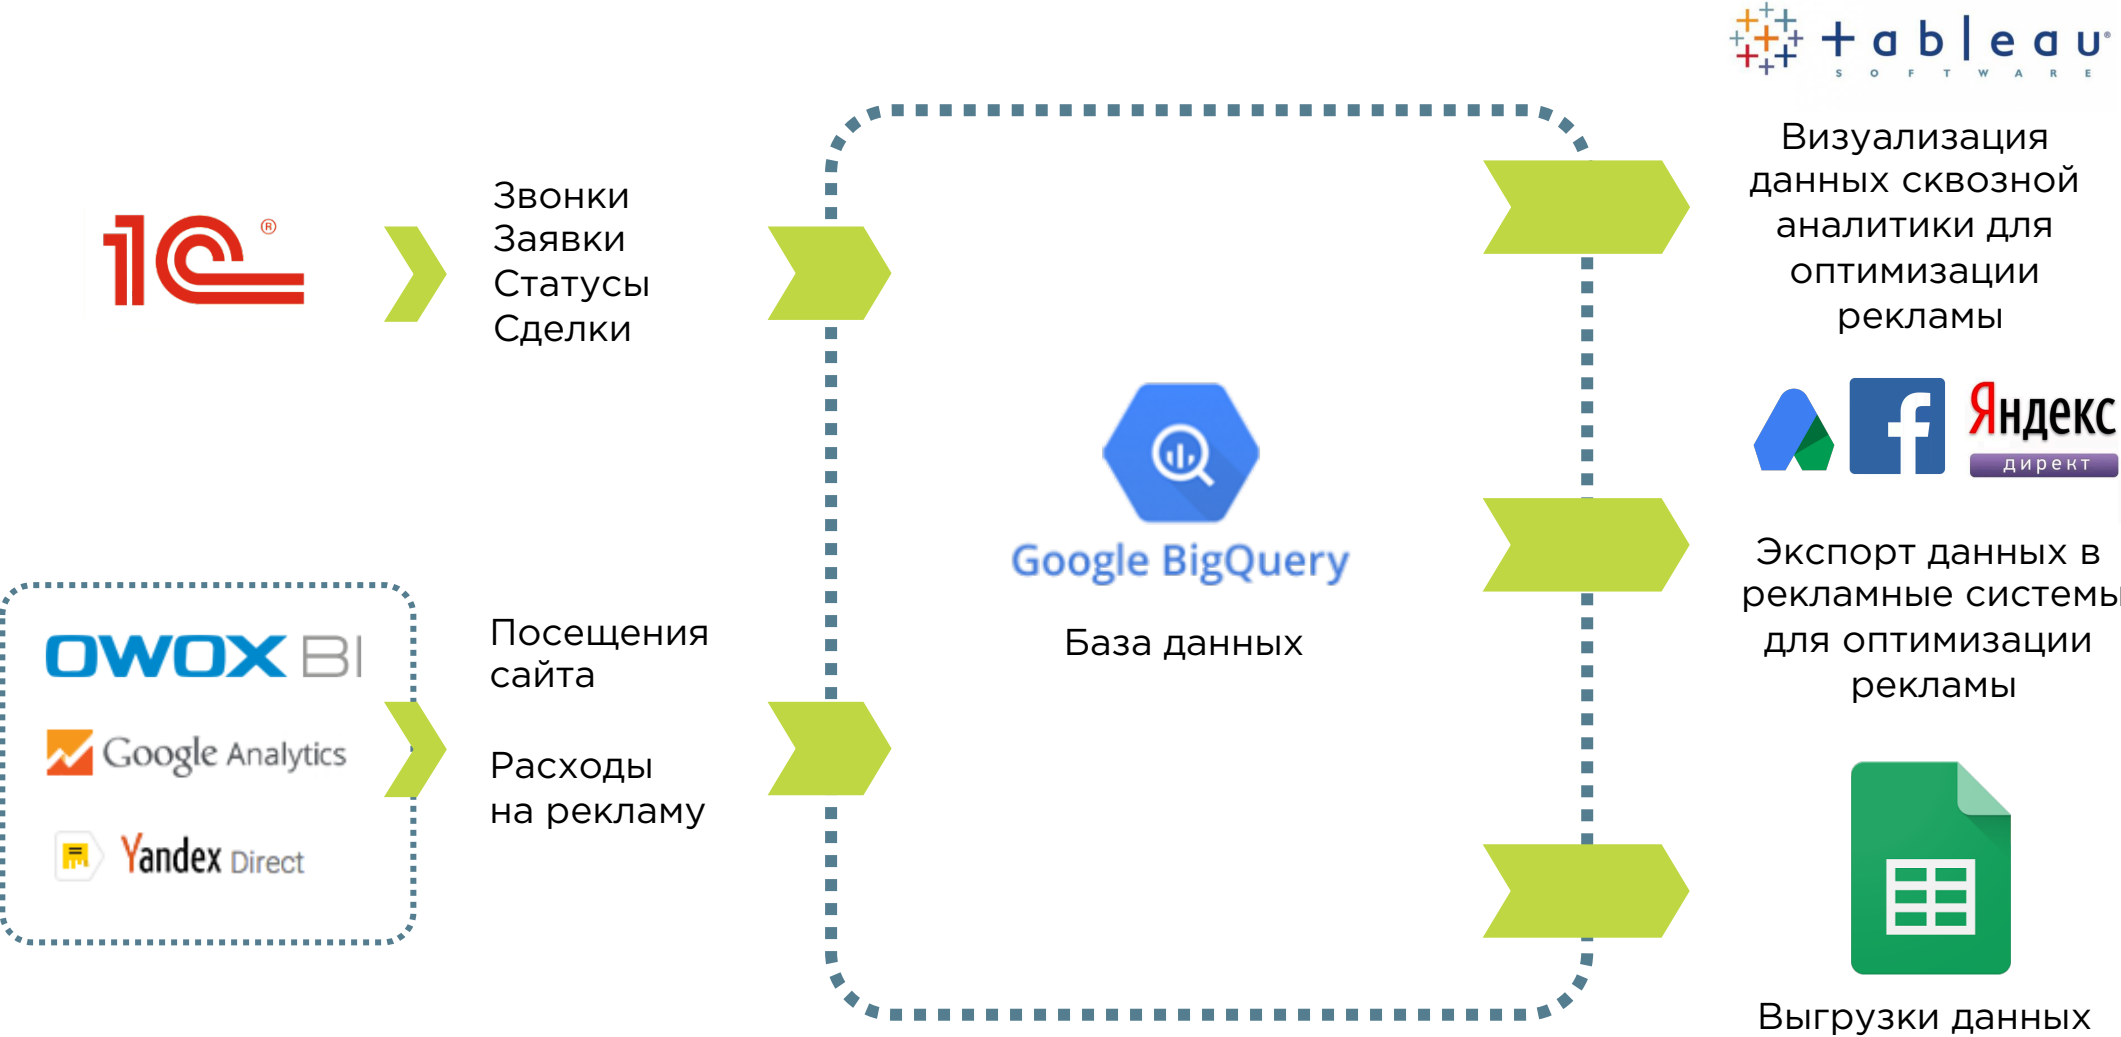 1С®
Звонки
Заявки
Статусы
Сделки
OWOX BI
Google Analytics
Yandex Direct
Посещения
сайта
Расходы
на рекламу
Google BigQuery
База данных
+ableau®
SOFTWARE
Визуализация
данных сквозной
аналитики для
оптимизации
рекламы
f
Яндекс
директ
Экспорт данных в
рекламные системы
для оптимизации
рекламы
Выгрузки данных